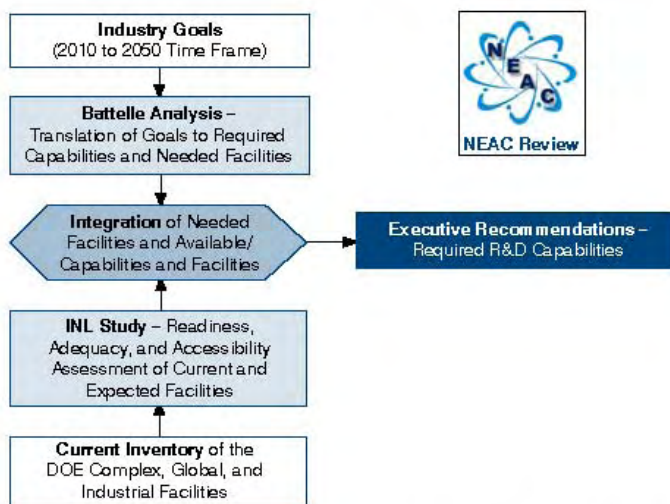 Industry Goals
(2010 to 2050 Time Frame)
Battelle Analysis –
Translation of Goals to Required
Capabilities and Needed Facilities
Integration of Needed
Facilities and Available/
Capabilities and Facilities
INL Study – Readiness,
Adequacy, and Accessibility
Assessment of Current and
Expected Facilities
Current Inventory of the
DOE Complex, Global, and
Industrial Facilities
NEAC
NEAC Review
Executive Recommendations –
Required R&D Capabilities